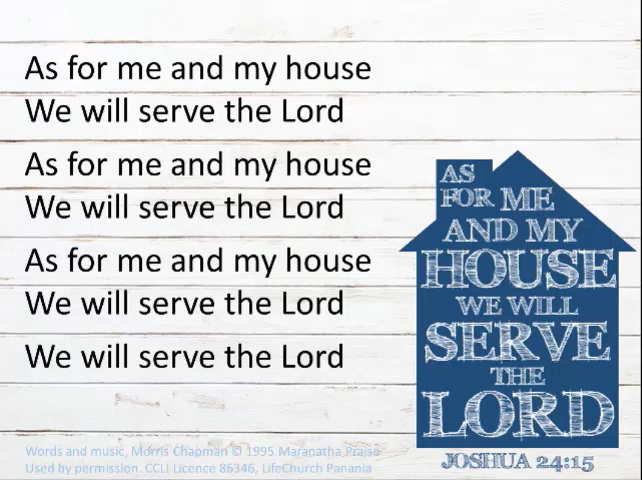 As for me and my house
We will serve the Lord
As for me and my house
We will serve the Lord
As for me and my house
We will serve the Lord
We will serve the Lord
Words and music, Morris Chapman © 1995 Maranatha Praise
Used by permission. CCLI Licence 86346, LifeChurch Panania
AS
FOR ME
AND MY
HOUSE
WE WILL
SERVE
THE
LORD
JOSHUA 24:15